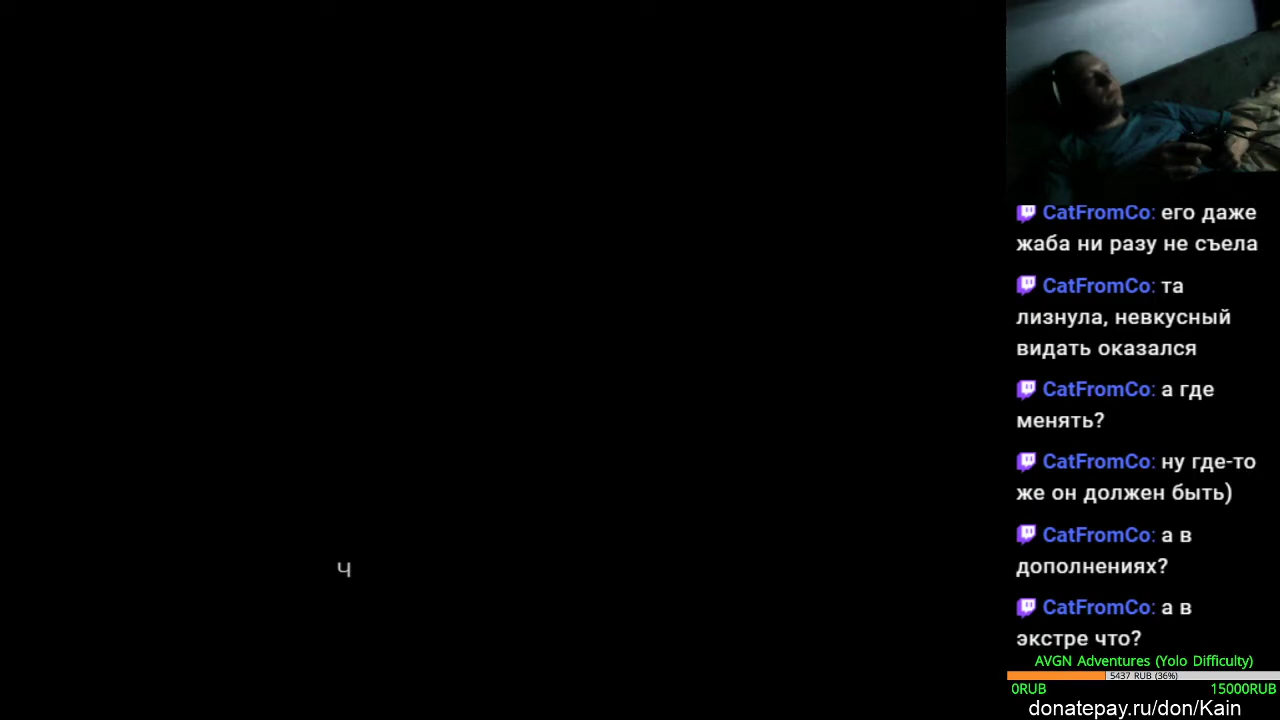 CatFromCo: его даже
жаба ни разу не съела
CatFromCo: та
лизнула, невкусный
видать оказался
CatFromCo: а где
менять?
CatFromCo: ну где-то
же он должен быть)
CatFromCo: а в
дополнениях?
Ч
CatFromCo: а в
экстре что?
AVGN Adventures (Yolo Difficulty)
5437 RUB (36%)
0RUB 15000RUB
donatepay.ru/don/Kain